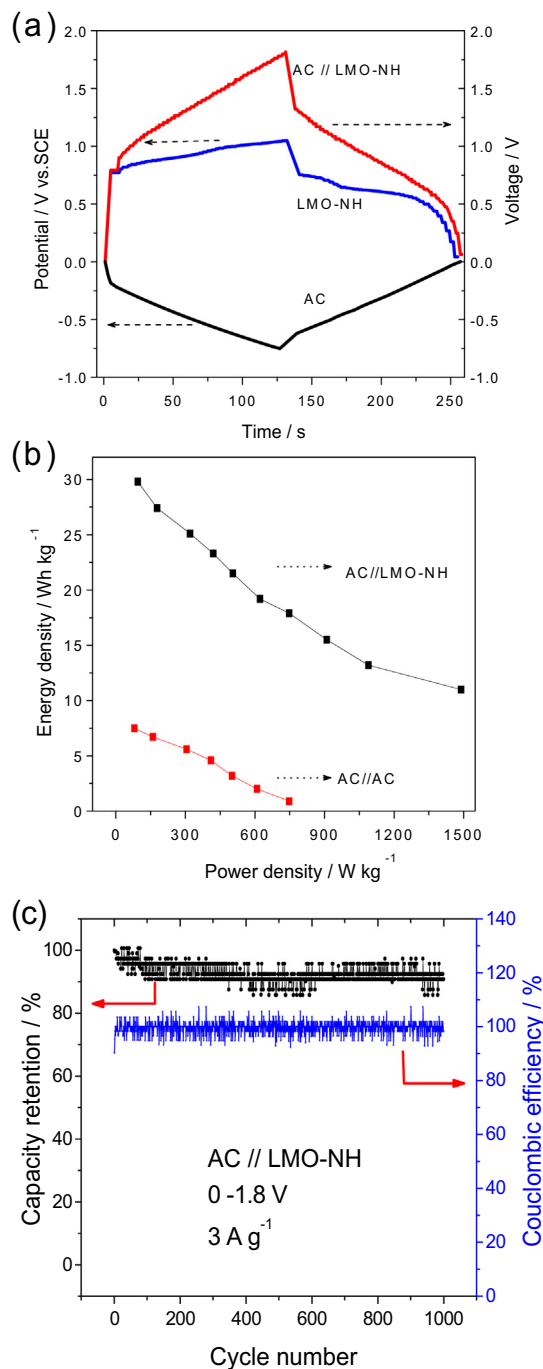 (a)
2.0
1.5
1.0
0.5
0.0
-0.5
-1.0
Potential / V vs.SCE
AC // LMO-NH
LMO-NH
AC
2.0
1.5
1.0
0.5
0.0
-0.5
-1.0
Voltage / V
0 50 100 150 200 250
Time / s
(b)
30
25
20
15
10
5
0
Energy density / Wh kg⁻¹
AC//LMO-NH
AC//AC
0 300 600 900 1200 1500
Power density / W kg⁻¹
(c)
100
80
60
40
20
0
Capacity retention / %
AC // LMO-NH
0 -1.8 V
3 A g⁻¹
140
120
100
80
60
40
20
0
Couclombic efficiency / %
0 200 400 600 800 1000
Cycle number